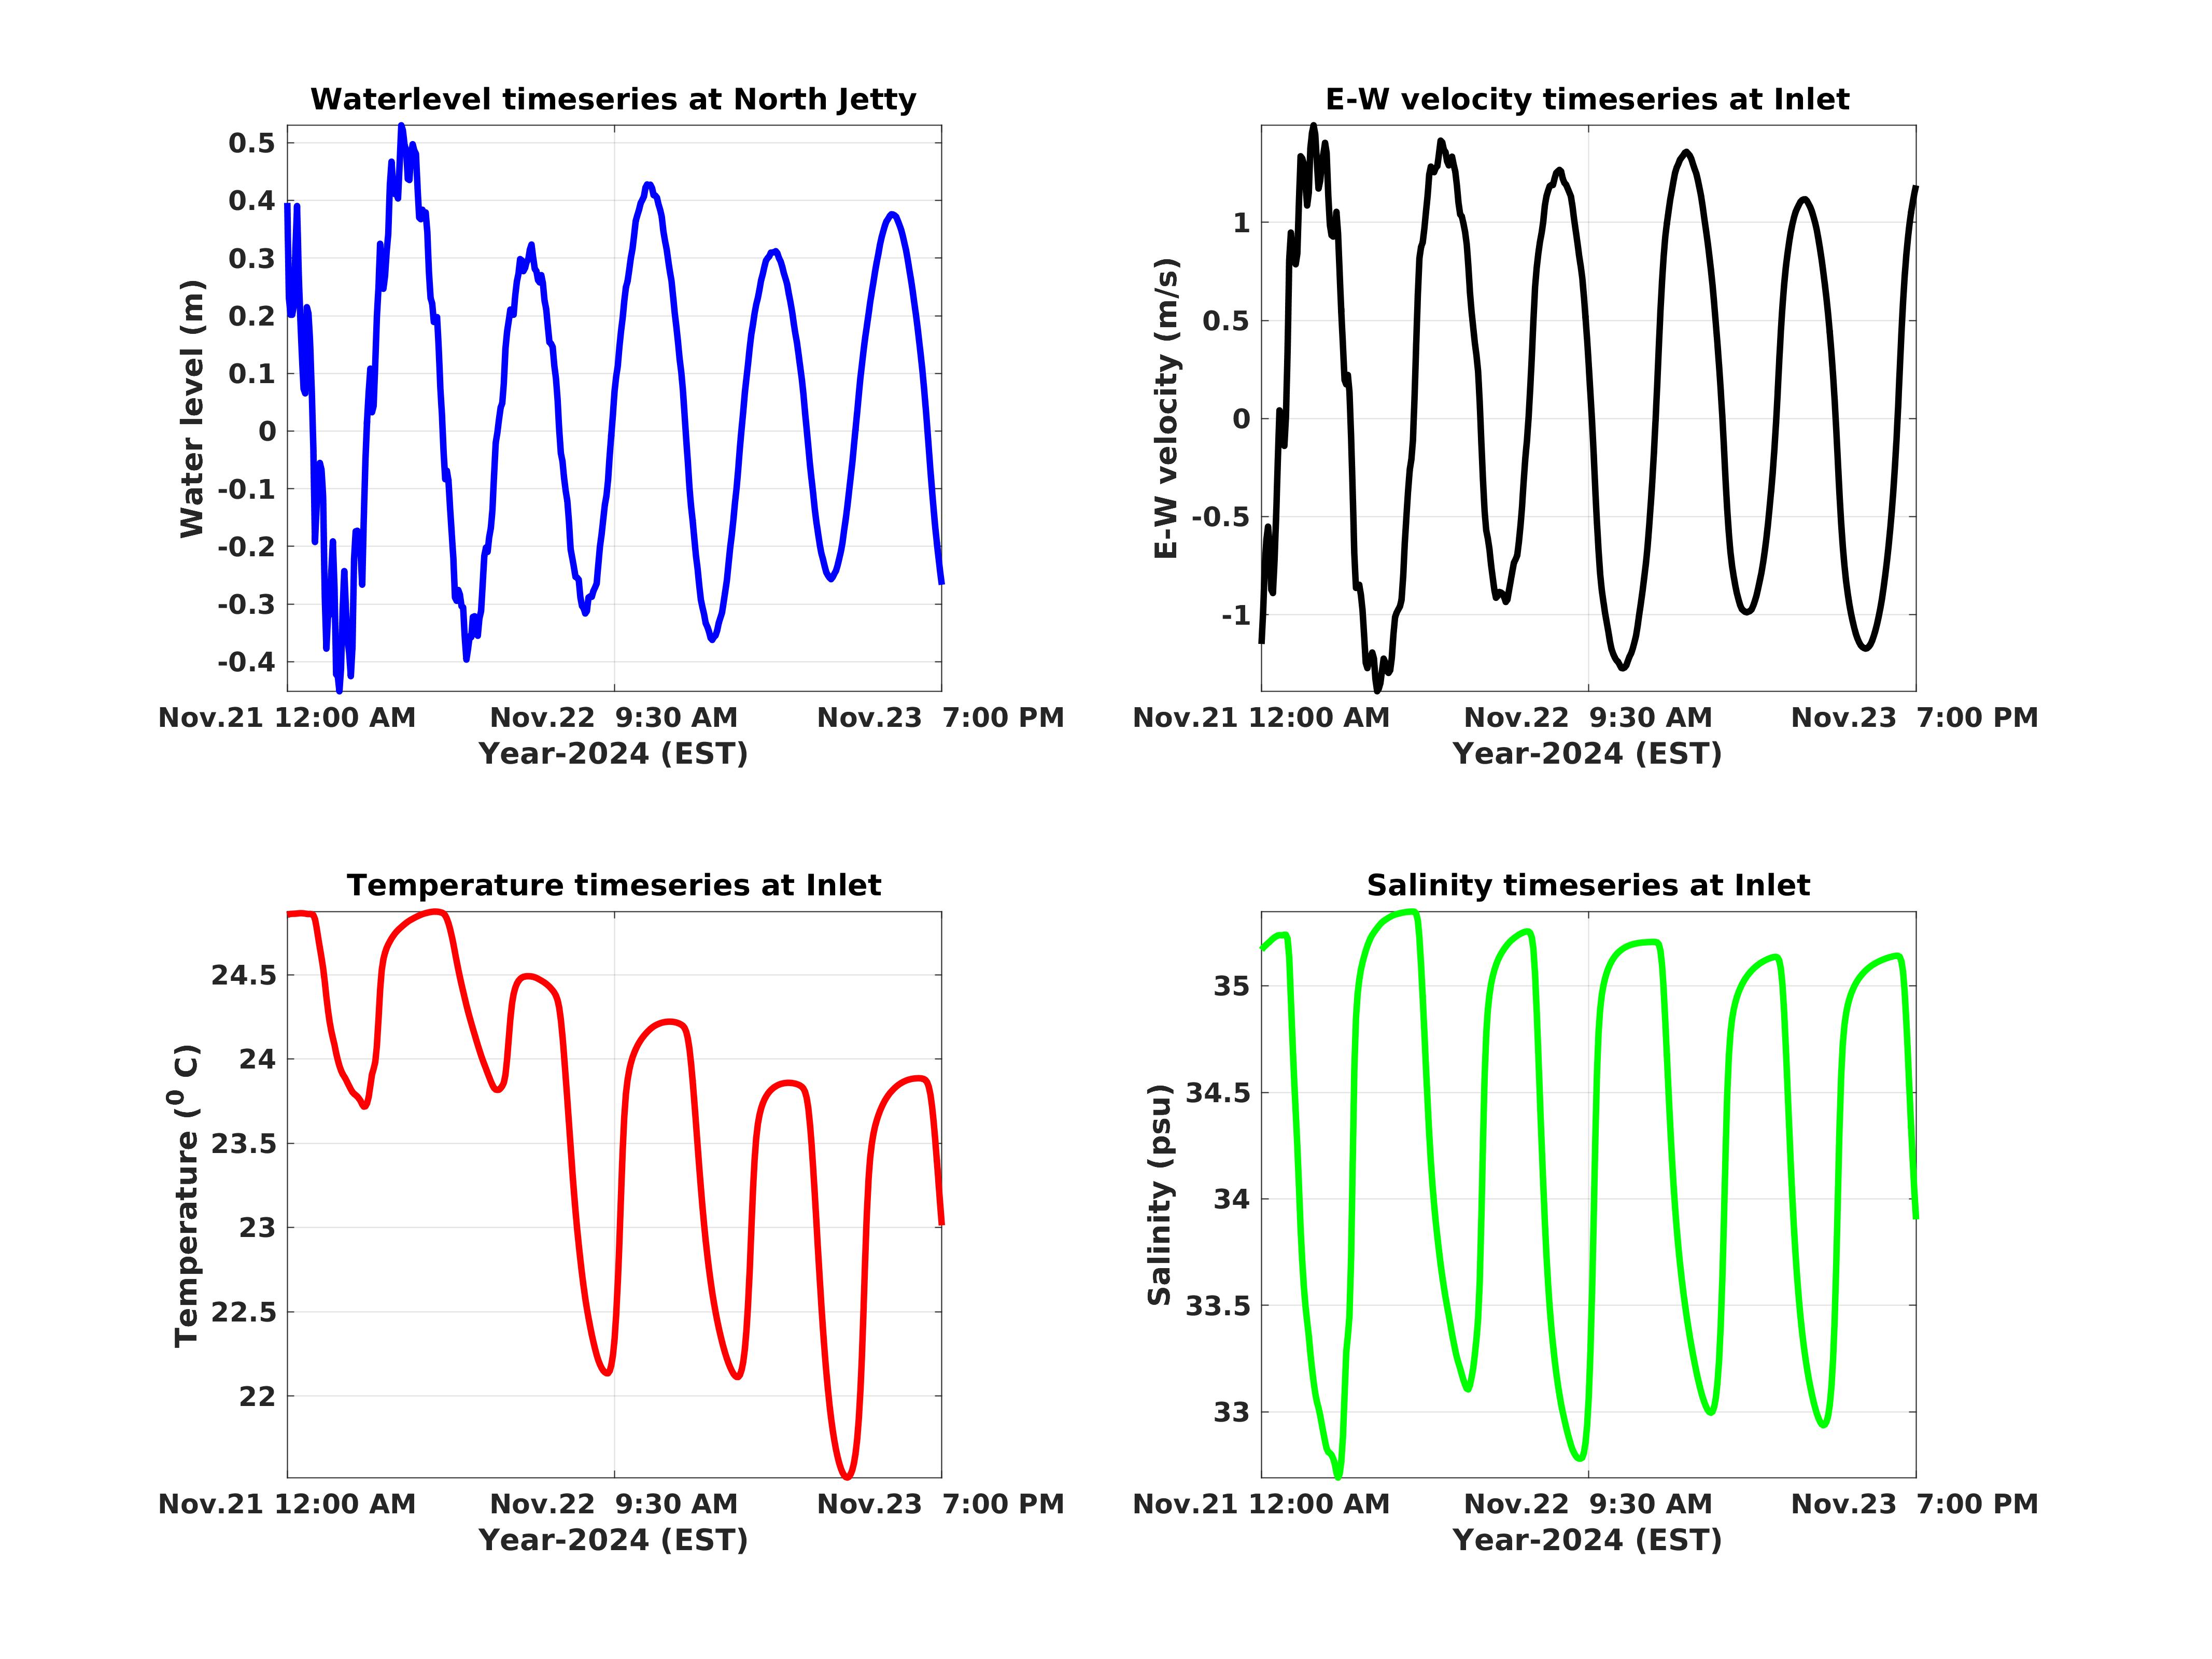 Waterlevel timeseries at North Jetty
0.5
0.4
0.3
0.2
0.1
0
-0.1
-0.2
-0.3
-0.4
Water level (m)
Nov.21 12:00 AM Nov.22 9:30 AM Nov.23 7:00 PM
Year-2024 (EST)
E-W velocity timeseries at Inlet
1
0.5
0
-0.5
-1
E-W velocity (m/s)
Nov.21 12:00 AM Nov.22 9:30 AM Nov.23 7:00 PM
Year-2024 (EST)
Temperature timeseries at Inlet
24.5
24
23.5
23
22.5
22
Temperature (⁰ C)
Nov.21 12:00 AM Nov.22 9:30 AM Nov.23 7:00 PM
Year-2024 (EST)
Salinity timeseries at Inlet
35
34.5
34
33.5
33
Salinity (psu)
Nov.21 12:00 AM Nov.22 9:30 AM Nov.23 7:00 PM
Year-2024 (EST)